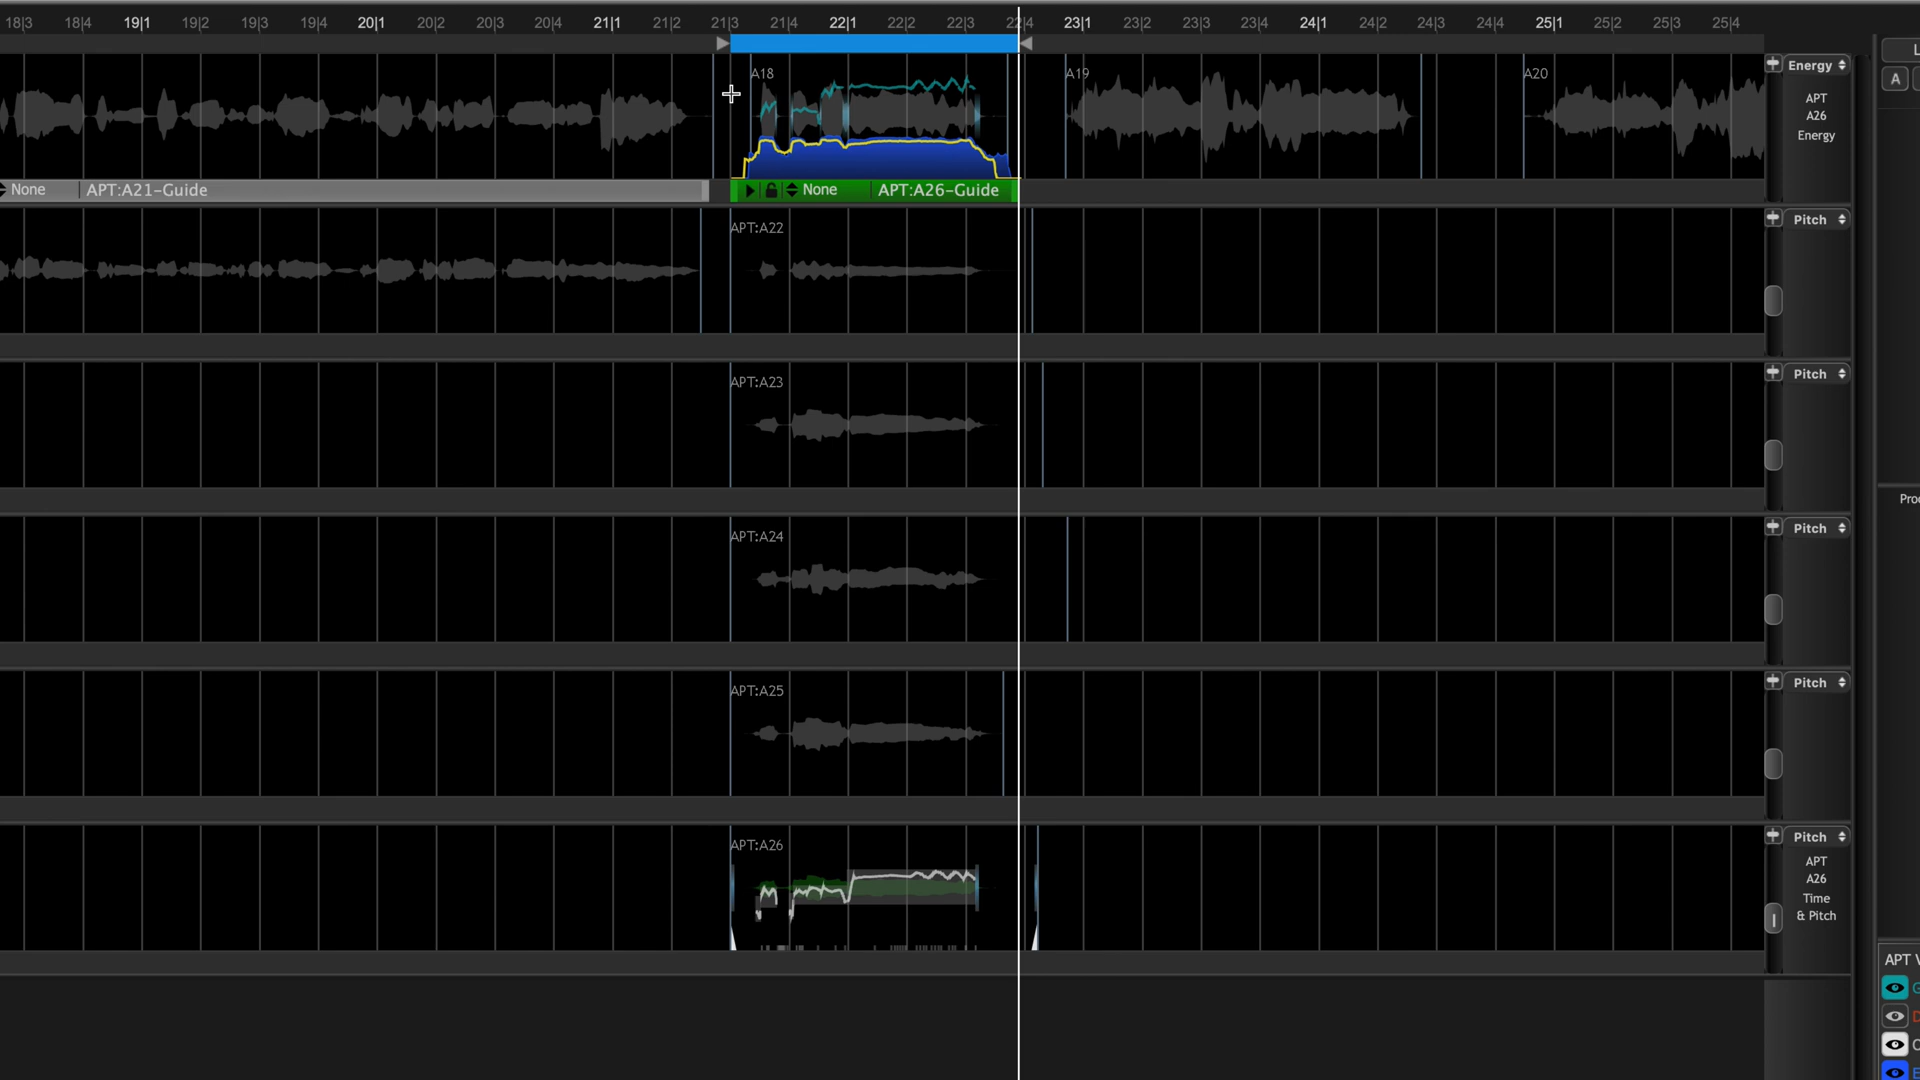 18|3 18|4 19|1 19|2 19|3 19|4 20|1 20|2 20|3 20|4 21|1 21|2 21|3 21|4 22|1 22|2 22|3 22|4 23|1 23|2 23|3 23|4 24|1 24|2 24|3 24|4 25|1 25|2 25|3 25|4
L
A18 A19 A20
Energy
A
APT
A26
Energy
None APT:A21-Guide
None APT:A26-Guide
APT:A22
Pitch
APT:A23
Pitch
Proc
APT:A24
Pitch
APT:A25
Pitch
APT:A26
Pitch
APT
A26
Time
& Pitch
APT